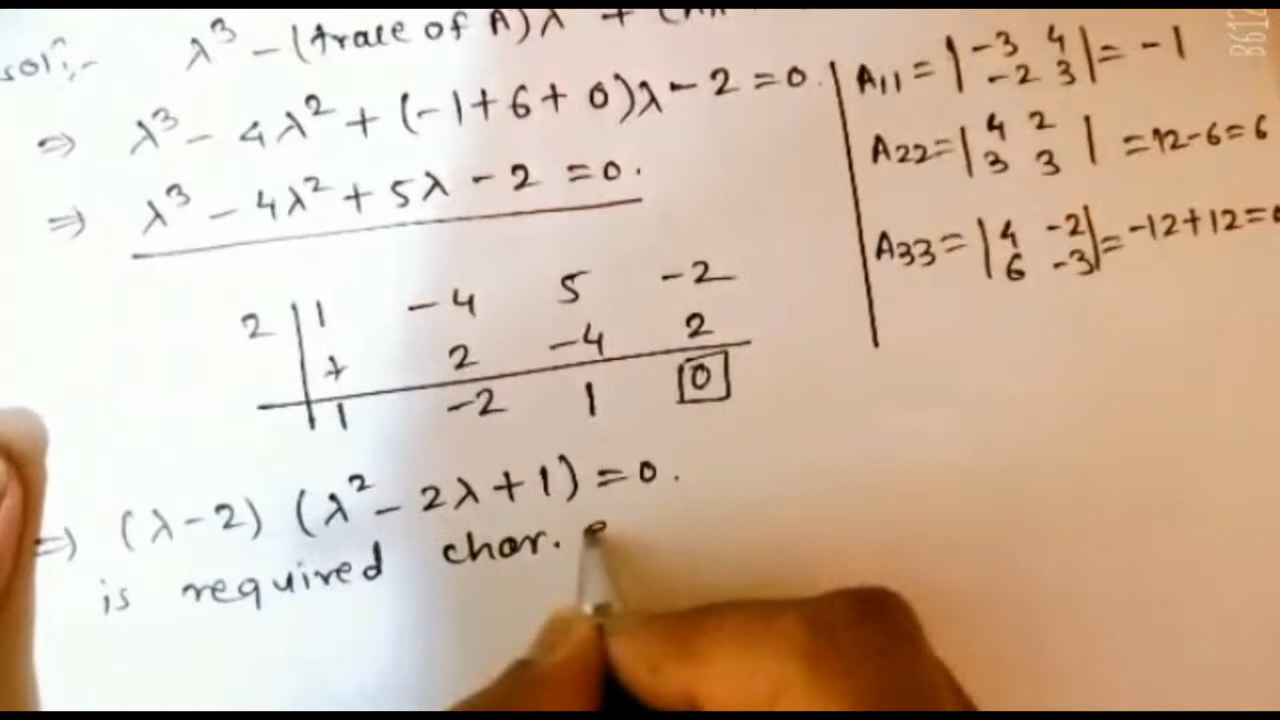 sol:- λ³ - (trace of A)λ +
⇒ λ³ - 4λ² + (-1 + 6 + 0)λ - 2 = 0.
⇒ λ³ - 4λ² + 5λ - 2 = 0.
2 | 1 -4 5 -2
+ 2 -4 2
1 -2 1 0
⇒ (λ-2) (λ² - 2λ + 1) = 0.
is required char.
A11 = | -3 4 | = -1
-2 3
A22 = | 4 2 | = 12-6 = 6
3 3
A33 = | 4 -2 | = -12+12=0
6 -3